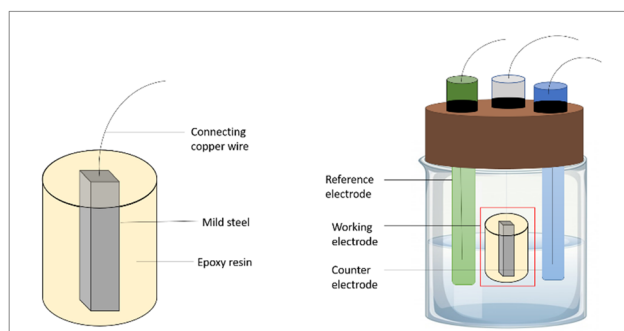 Connecting
copper wire
Mild steel
Epoxy resin
Reference
electrode
Working
electrode
Counter
electrode